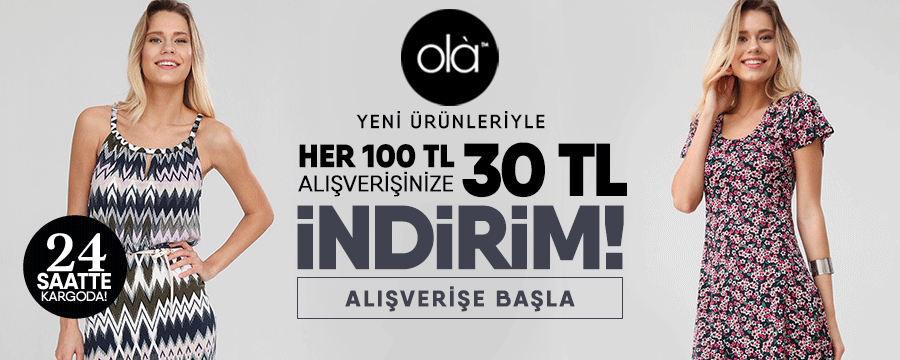 olà™
YENİ ÜRÜNLERİYLE
HER 100 TL
ALIŞVERİŞİNİZE
30 TL
İNDİRİM!
ALIŞVERİŞE BAŞLA
24
SAATTE
KARGODA!